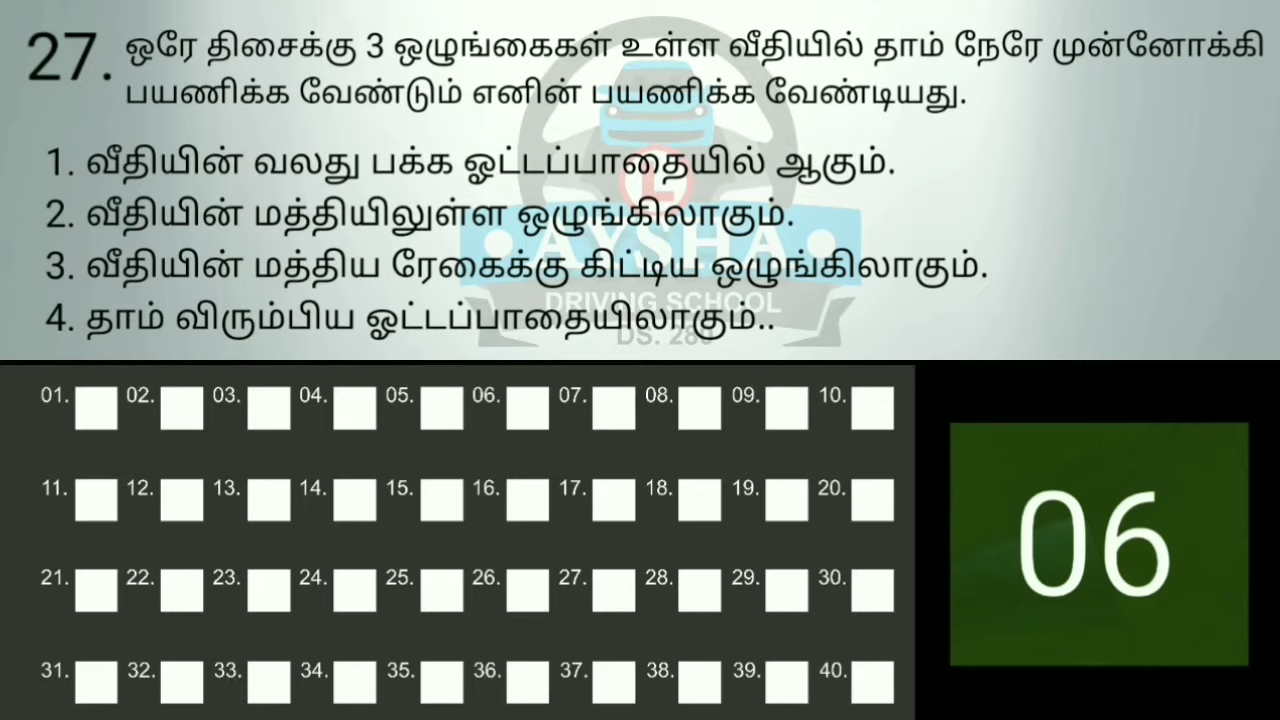 27. ஒரே திசைக்கு 3 ஒழுங்கைகள் உள்ள வீதியில் தாம் நேரே முன்னோக்கி
பயணிக்க வேண்டும் எனின் பயணிக்க வேண்டியது.
1. வீதியின் வலது பக்க ஓட்டப்பாதையில் ஆகும்.
2. வீதியின் மத்தியிலுள்ள ஒழுங்கிலாகும்.
3. வீதியின் மத்திய ரேகைக்கு கிட்டிய ஒழுங்கிலாகும்.
4. தாம் விரும்பிய ஓட்டப்பாதையிலாகும்..
L
AYSHA
DRIVING SCHOOL
DS.
01. 02. 03. 04. 05. 06. 07. 08. 09. 10.
11. 12. 13. 14. 15. 16. 17. 18. 19. 20.
21. 22. 23. 24. 25. 26. 27. 28. 29. 30.
31. 32. 33. 34. 35. 36. 37. 38. 39. 40.
06